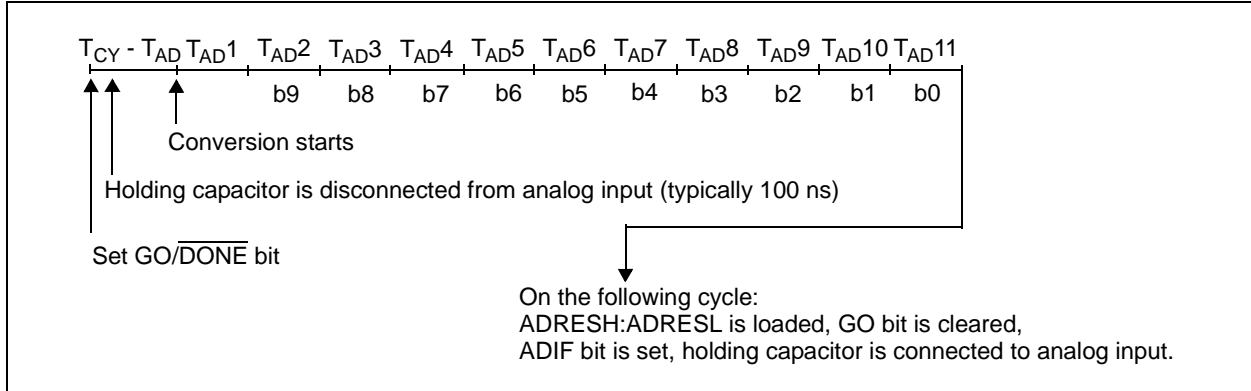 TCY - TAD TAD1 TAD2 TAD3 TAD4 TAD5 TAD6 TAD7 TAD8 TAD9 TAD10 TAD11
b9 b8 b7 b6 b5 b4 b3 b2 b1 b0
Conversion starts
Holding capacitor is disconnected from analog input (typically 100 ns)
Set GO/DONE bit
On the following cycle:
ADRESH:ADRESL is loaded, GO bit is cleared,
ADIF bit is set, holding capacitor is connected to analog input.